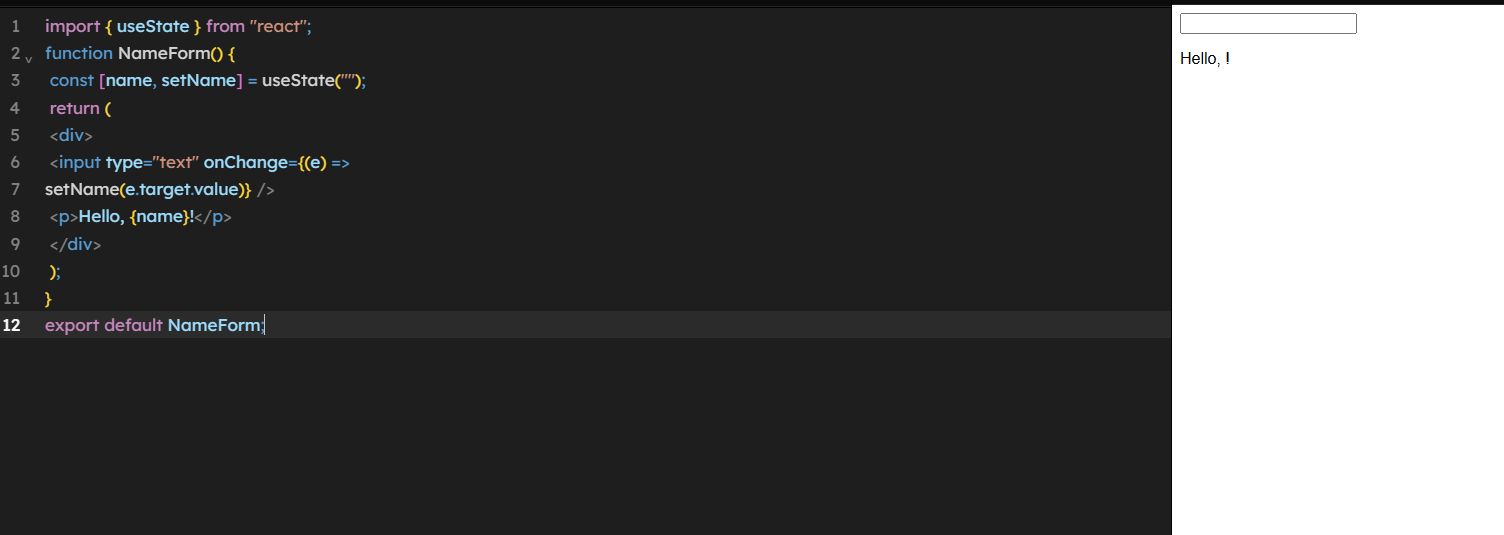 1 import { useState } from "react";
2 function NameForm() {
3 const [name, setName] = useState("");
4 return (
5 <div>
6 <input type="text" onChange={(e) =>
7 setName(e.target.value)} />
8 <p>Hello, {name}!</p>
9 </div>
10 );
11 }
12 export default NameForm;
Hello, !